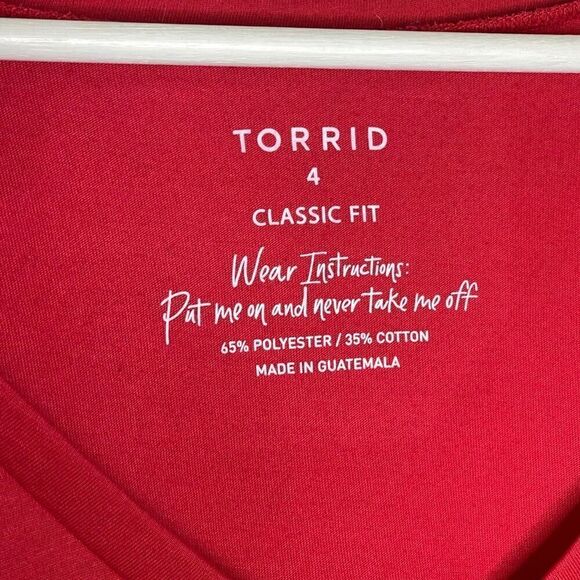 TORRID
4
CLASSIC FIT
Wear Instructions:
Put me on and never take me off
65% POLYESTER / 35% COTTON
MADE IN GUATEMALA